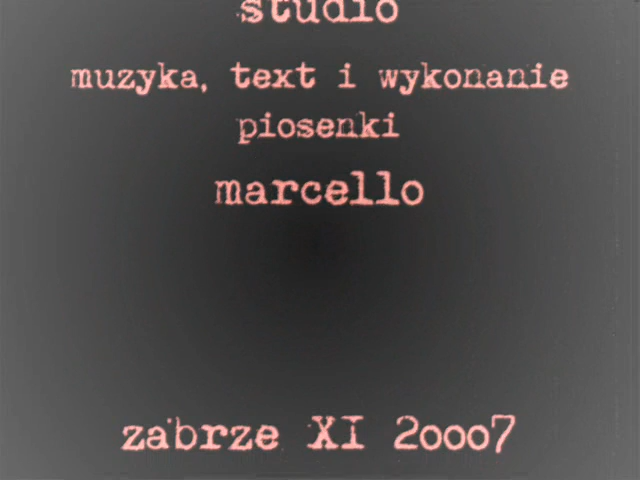 studio
muzyka, text i wykonanie
piosenki
marcello
zabrze XI 2ooo7